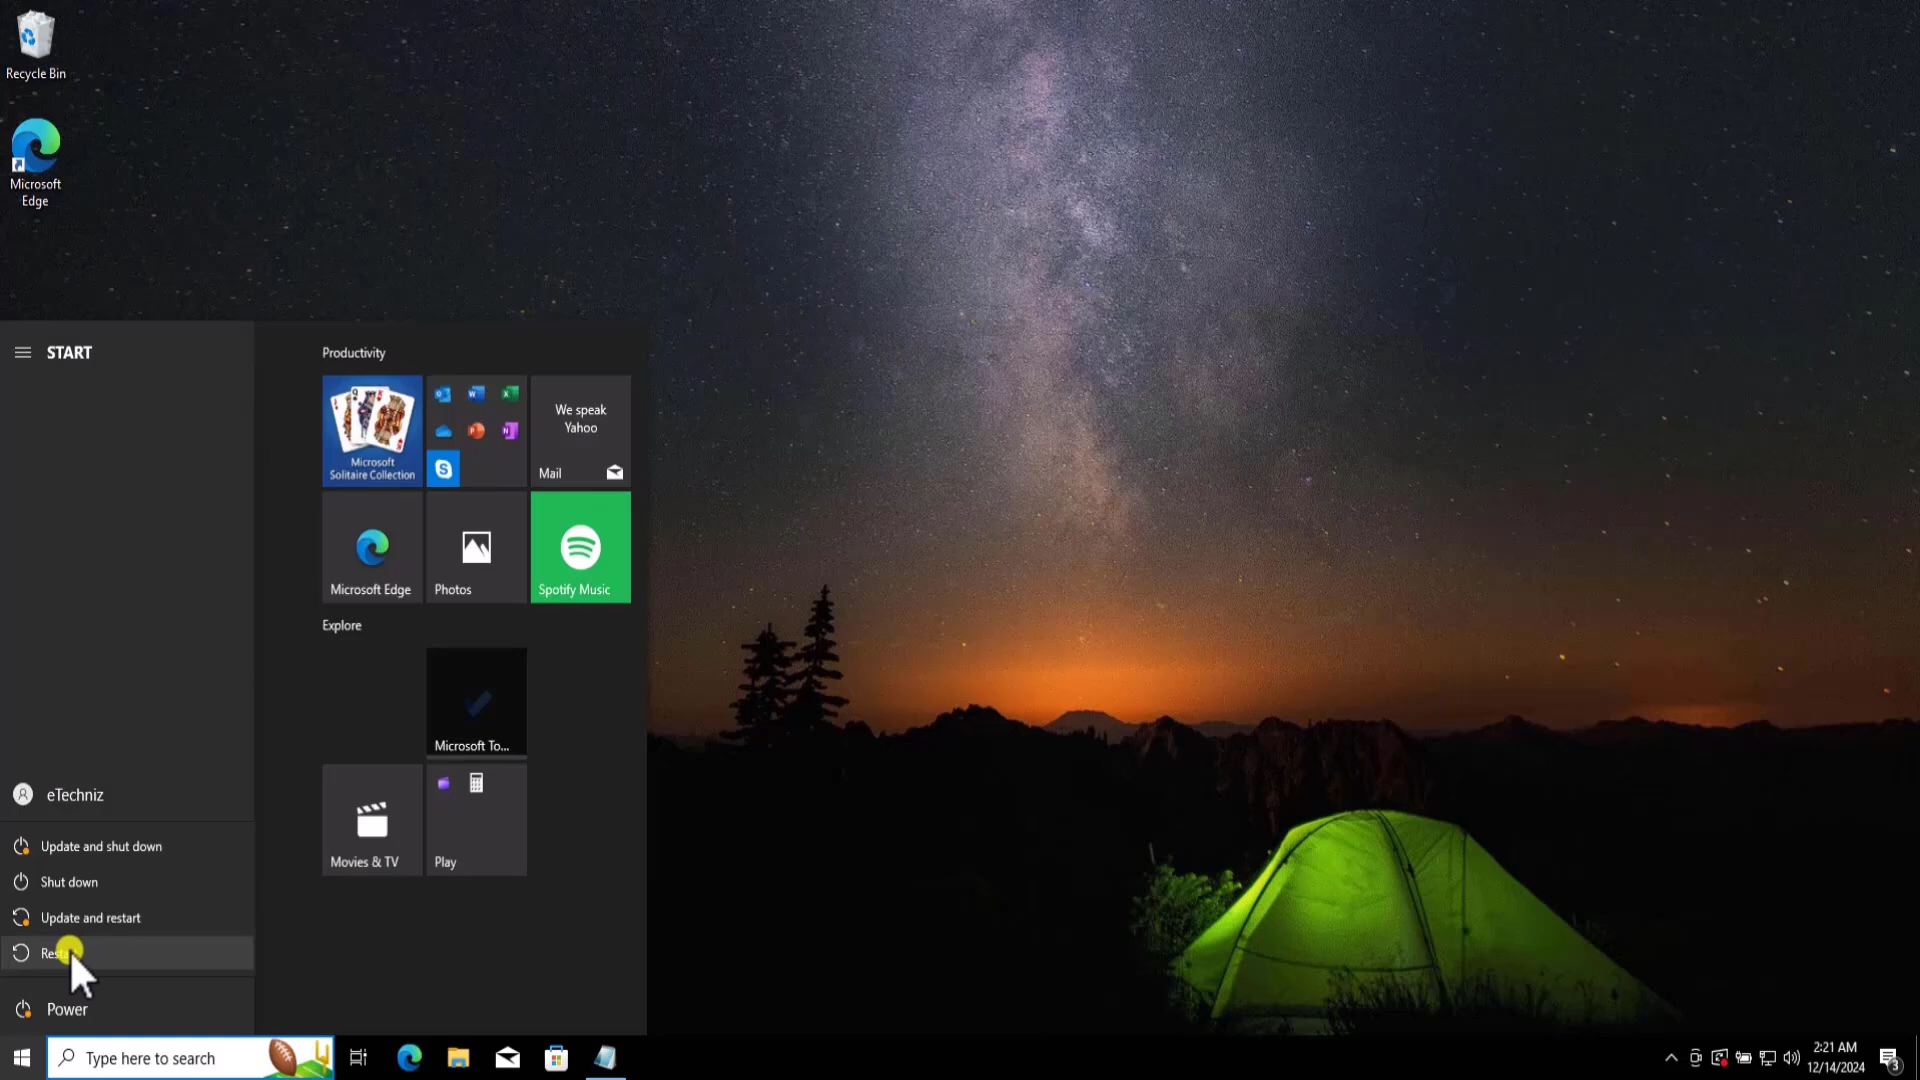 Recycle Bin
Microsoft
Edge
START
Productivity
Microsoft
Solitaire Collection
We speak
Yahoo
Mail
Microsoft Edge
Photos
Spotify Music
Explore
Microsoft To...
Movies & TV
Play
eTechniz
Update and shut down
Shut down
Update and restart
Power
Type here to search
2:21 AM
12/14/2024
3